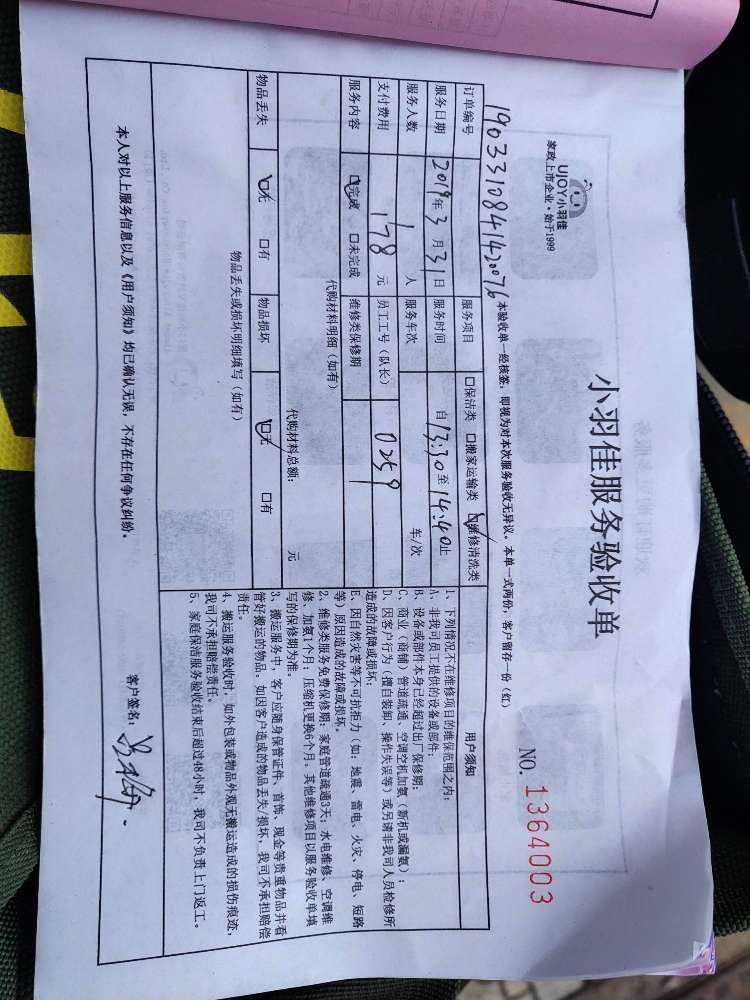 UJOY小羽佳
家政上市企业·始于1999
小羽佳服务验收单
NO. 1364003
1903310841420076
本验收单一经核签，即视为对本次服务验收无异议。本单一式两份，客户留存一份（红）
订单编号 服务项目 □保洁类 □搬家运输类 ☑维修清洗类
服务日期 2019年3月31日 服务时间 自13:30至14:40止
服务人数 1人 服务车次 车/次
支付费用 178元 员工工号（队长） 0259
服务内容 ☑完成 □未完成 维修类保修期
代购材料明细（如有）
代购材料总额： 元
物品丢失 ☑无 □有 物品损坏 ☑无 □有
物品丢失或损坏明细填写（如有）
用户须知
1、下列情况不在维修项目的维保范围之内：
A、非我司员工提供的设备或部件；
B、设备或部件本身已经超过出厂保修期；
C、商业（商铺）管道疏通、空调空机加氨（新机或漏氨）；
D、因客户行为（擅自装卸、操作失误等）或另请非我司人员检修所
造成的故障或损坏；
E、因自然灾害等不可抗拒力（如：地震、雷电、火灾、停电、短路
等）原因造成的故障或损坏。
2、维修类服务免费保修期：家庭管道疏通3天；水电维修、空调维
修、加氨1个月；压缩机更换6个月。其他维修项目以服务验收单填
写的保修期为准。
3、搬运服务中，客户应随身保管证件、首饰、现金等贵重物品并看
管好搬运的物品。如因客户造成的物品丢失/损坏，我司不承担赔偿
责任。
4、搬运服务验收时，如外包装或物品外观无搬运造成的损伤痕迹，
我司不承担赔偿责任。
5、家庭保洁服务验收结束后超过48小时，我司不负责上门返工。
本人对以上服务信息以及《用户须知》均已确认无误，不存在任何争议纠纷。
客户签名：